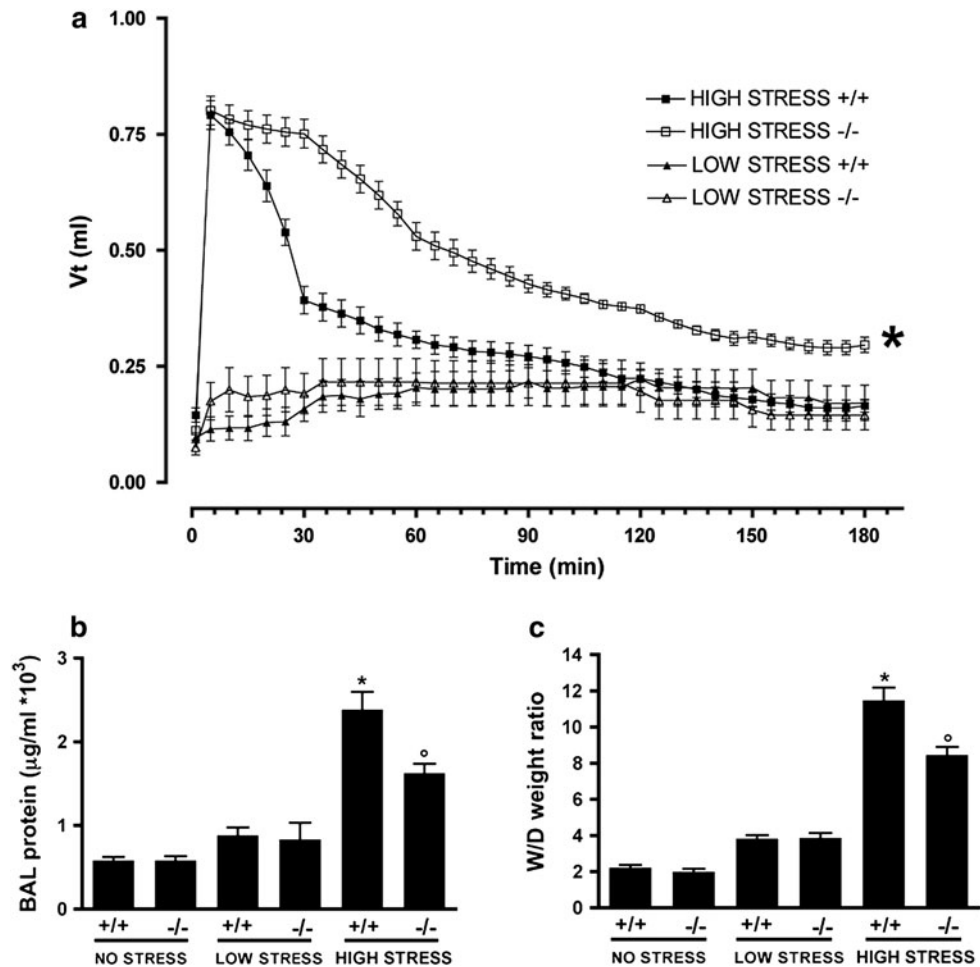 a
1.00
0.75
0.50
0.25
0.00
Vt (ml)
HIGH STRESS +/+
HIGH STRESS -/-
LOW STRESS +/+
LOW STRESS -/-
*
0 30 60 90 120 150 180
Time (min)
b
3
2
1
0
BAL protein (µg/ml *10³)
* °
+/+ -/- +/+ -/- +/+ -/-
NO STRESS LOW STRESS HIGH STRESS
c
14
12
10
8
6
4
2
0
W/D weight ratio
* °
+/+ -/- +/+ -/- +/+ -/-
NO STRESS LOW STRESS HIGH STRESS